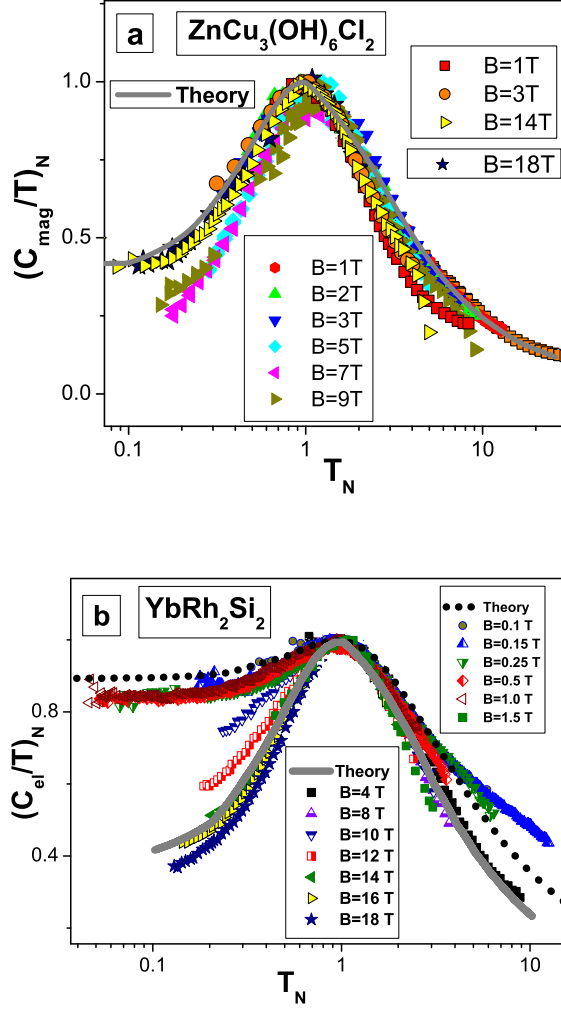 a
ZnCu3(OH)6Cl2
Theory
B=1T
B=3T
B=14T
B=18T
B=1T
B=2T
B=3T
B=5T
B=7T
B=9T
(Cmag/T)N
1.0
0.5
0.0
0.1
1
10
TN
b
YbRh2Si2
Theory
B=0.1 T
B=0.15 T
B=0.25 T
B=0.5 T
B=1.0 T
B=1.5 T
Theory
B=4 T
B=8 T
B=10 T
B=12 T
B=14 T
B=16 T
B=18 T
(Cel/T)N
0.8
0.4
0.1
1
10
TN